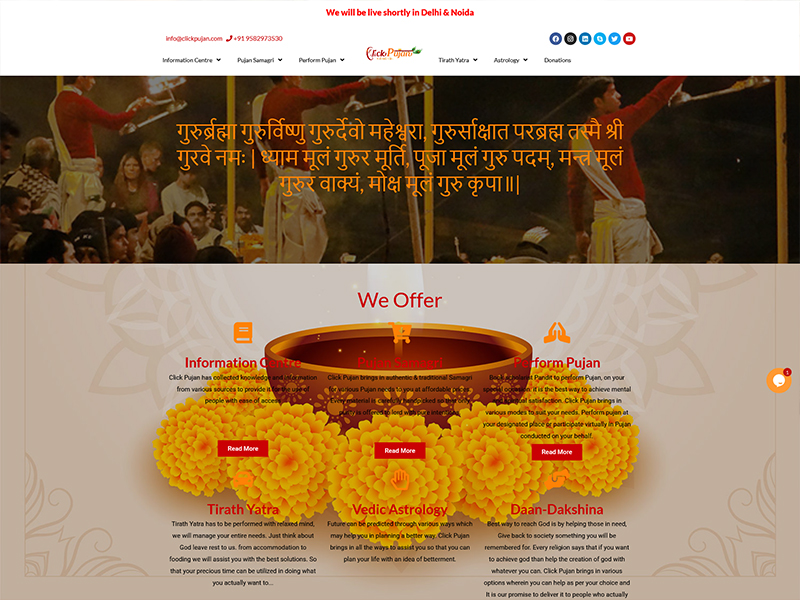 We will be live shortly in Delhi & Noida
info@clickpujan.com +91 9582973530
Information Centre Pujan Samagri Perform Pujan Click Pujan Tirath Yatra Astrology Donations
गुरुर्ब्रह्मा गुरुर्विष्णु गुरुर्देवो महेश्वरा, गुरुर्साक्षात परब्रह्म तस्मै श्री
गुरवे नमः | ध्याम मूलं गुरुर मूर्ति, पूजा मूलं गुरु पदम्, मन्त्र मूलं
गुरुर वाक्यं, मोक्ष मूलं गुरु कृपा॥|
We Offer
Information Centre
Click Pujan has collected knowledge and information
from various sources to provide it for the use of
people with ease of access.
Read More
Pujan Samagri
Click Pujan brings in authentic & traditional Samagri
for various Pujan needs to you at affordable prices.
Every material is carefully handpicked so that only
purity is offered to lord with pure intentions.
Read More
Perform Pujan
Book a Vedic Pandit to perform Pujan, on your
special occasion. It is the best way to achieve mental
and spiritual satisfaction. Click Pujan brings in
various modes to suit your needs. Perform pujan at
your designated place or participate virtually in Pujan
conducted on your behalf.
Read More
1
Tirath Yatra
Tirath Yatra has to be performed with relaxed mind,
we will manage your entire needs. Just think about
God leave rest to us. from accommodation to
fooding we will assist you with the best solutions. So
that your precious time can be utilized in doing what
you actually want to...
Vedic Astrology
Future can be predicted through various ways which
may help you in planning a better way. Click Pujan
brings in all the ways to assist you so that you can
plan your life with an idea of betterment.
Daan-Dakshina
Best way to reach God is by helping those in need,
Give back to society something you will be
remembered for. Every religion says that if you want
to achieve god than help the creation of god with
whatever you can. Click Pujan brings in various
options wherein you can help as per your choice and
It is our promise to deliver it to people who actually